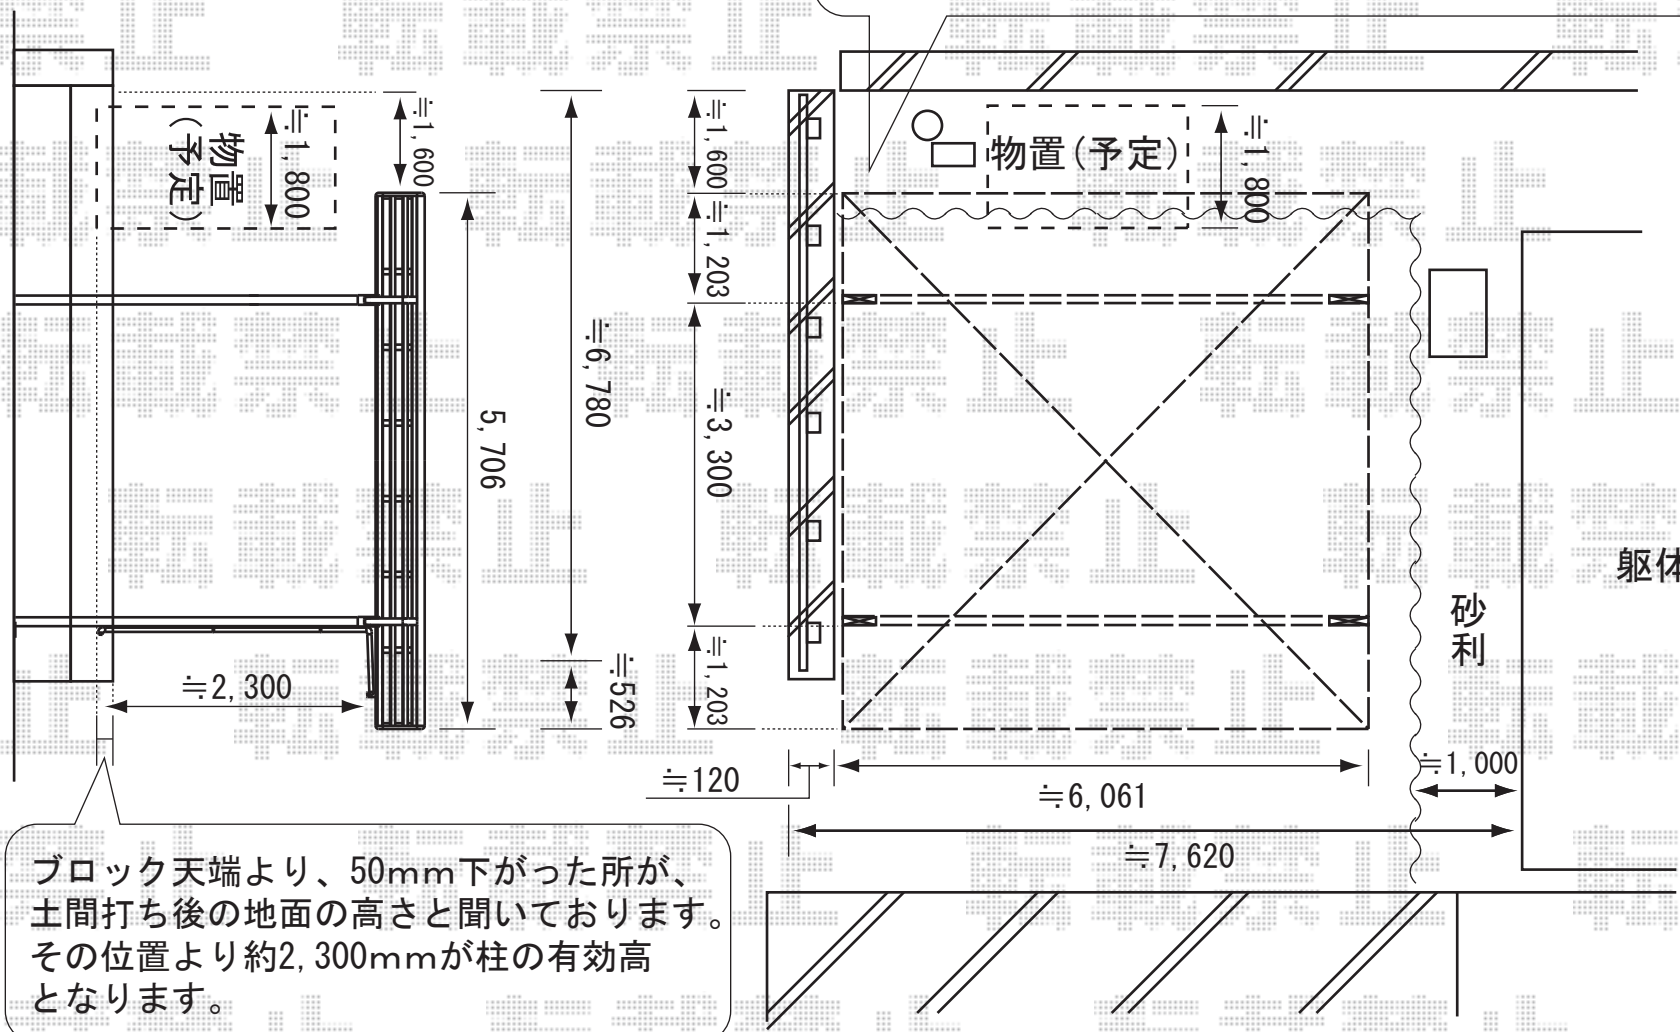 物置
(予定)
≒1,800
≒1,600
5,706
≒2,300
≒6,780
≒526
≒1,600
≒1,203
≒3,300
≒1,203
≒120
物置(予定)
≒1,800
≒6,061
≒1,000
≒7,620
砂利
躯体
ブロック天端より、50mm下がった所が、
土間打ち後の地面の高さと聞いております。
その位置より約2,300mmが柱の有効高
となります。
転載禁止